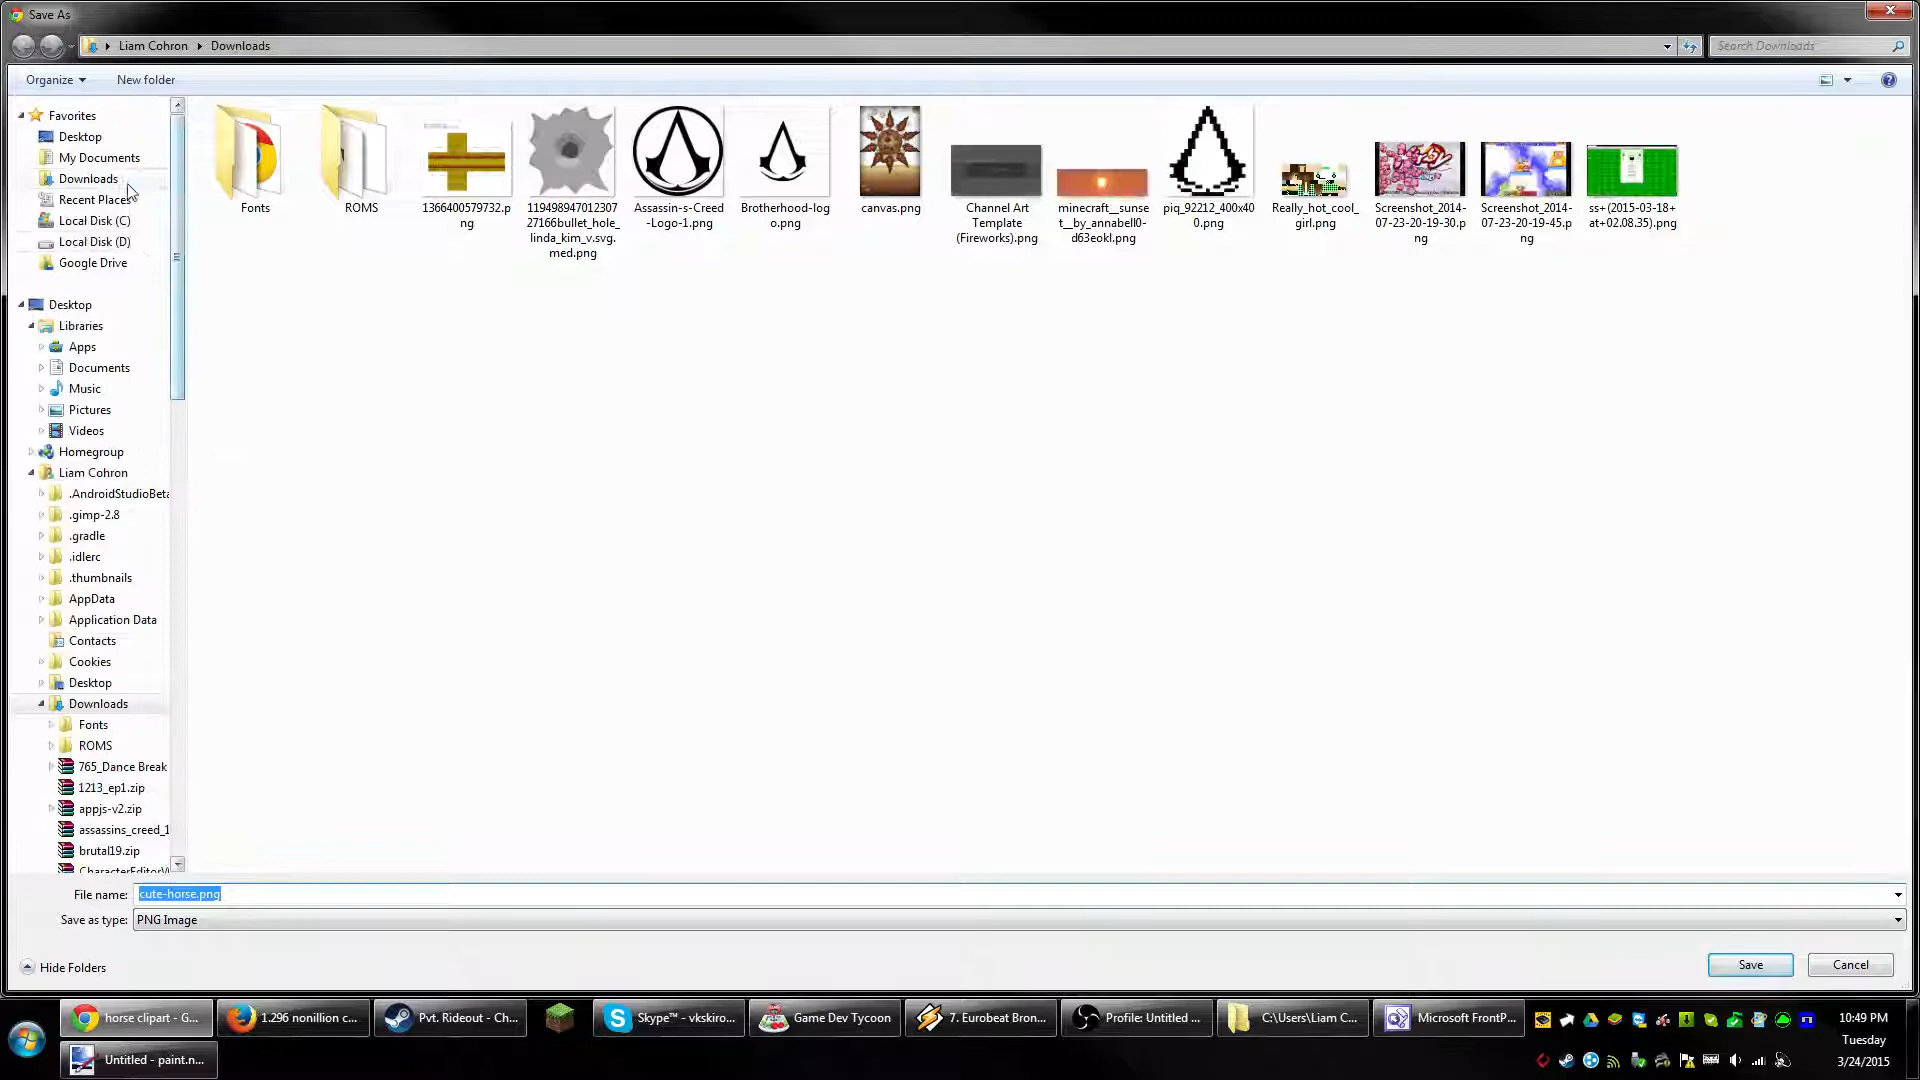 Save As
Liam Cohron Downloads
Search Downloads
Organize
New folder
Favorites
Desktop
My Documents
Downloads
Recent Places
Local Disk (C)
Local Disk (D)
Google Drive
Desktop
Libraries
Apps
Documents
Music
Pictures
Videos
Homegroup
Liam Cohron
.AndroidStudioBeta
.gimp-2.8
.gradle
.idlerc
.thumbnails
AppData
Application Data
Contacts
Cookies
Desktop
Downloads
Fonts
ROMS
765_Dance Break
1213_ep1.zip
appjs-v2.zip
assassins_creed_1
brutal19.zip
CharacterEditorV
Fonts
ROMS
1366400579732.p
ng
119498947012307
27166bullet_hole_
linda_kim_v.svg.
med.png
Assassin-s-Creed
-Logo-1.png
Brotherhood-log
o.png
canvas.png
Channel Art
Template
(Fireworks).png
minecraft__sunse
t__by_annabell0-
d63eokl.png
piq_92212_400x40
0.png
Really_hot_cool_
girl.png
Screenshot_2014-
07-23-20-19-30.p
ng
Screenshot_2014-
07-23-20-19-45.p
ng
ss+(2015-03-18+
at+02.08.35).png
File name: cute-horse.png
Save as type: PNG Image
Hide Folders
Save
Cancel
horse clipart - G...
1.296 nonillion c...
Pvt. Rideout - Ch...
Skype™ - vkskiro...
Game Dev Tycoon
7. Eurobeat Bron...
Profile: Untitled ...
C:\Users\Liam C...
Microsoft FrontP...
Untitled - paint.n...
10:49 PM
Tuesday
3/24/2015